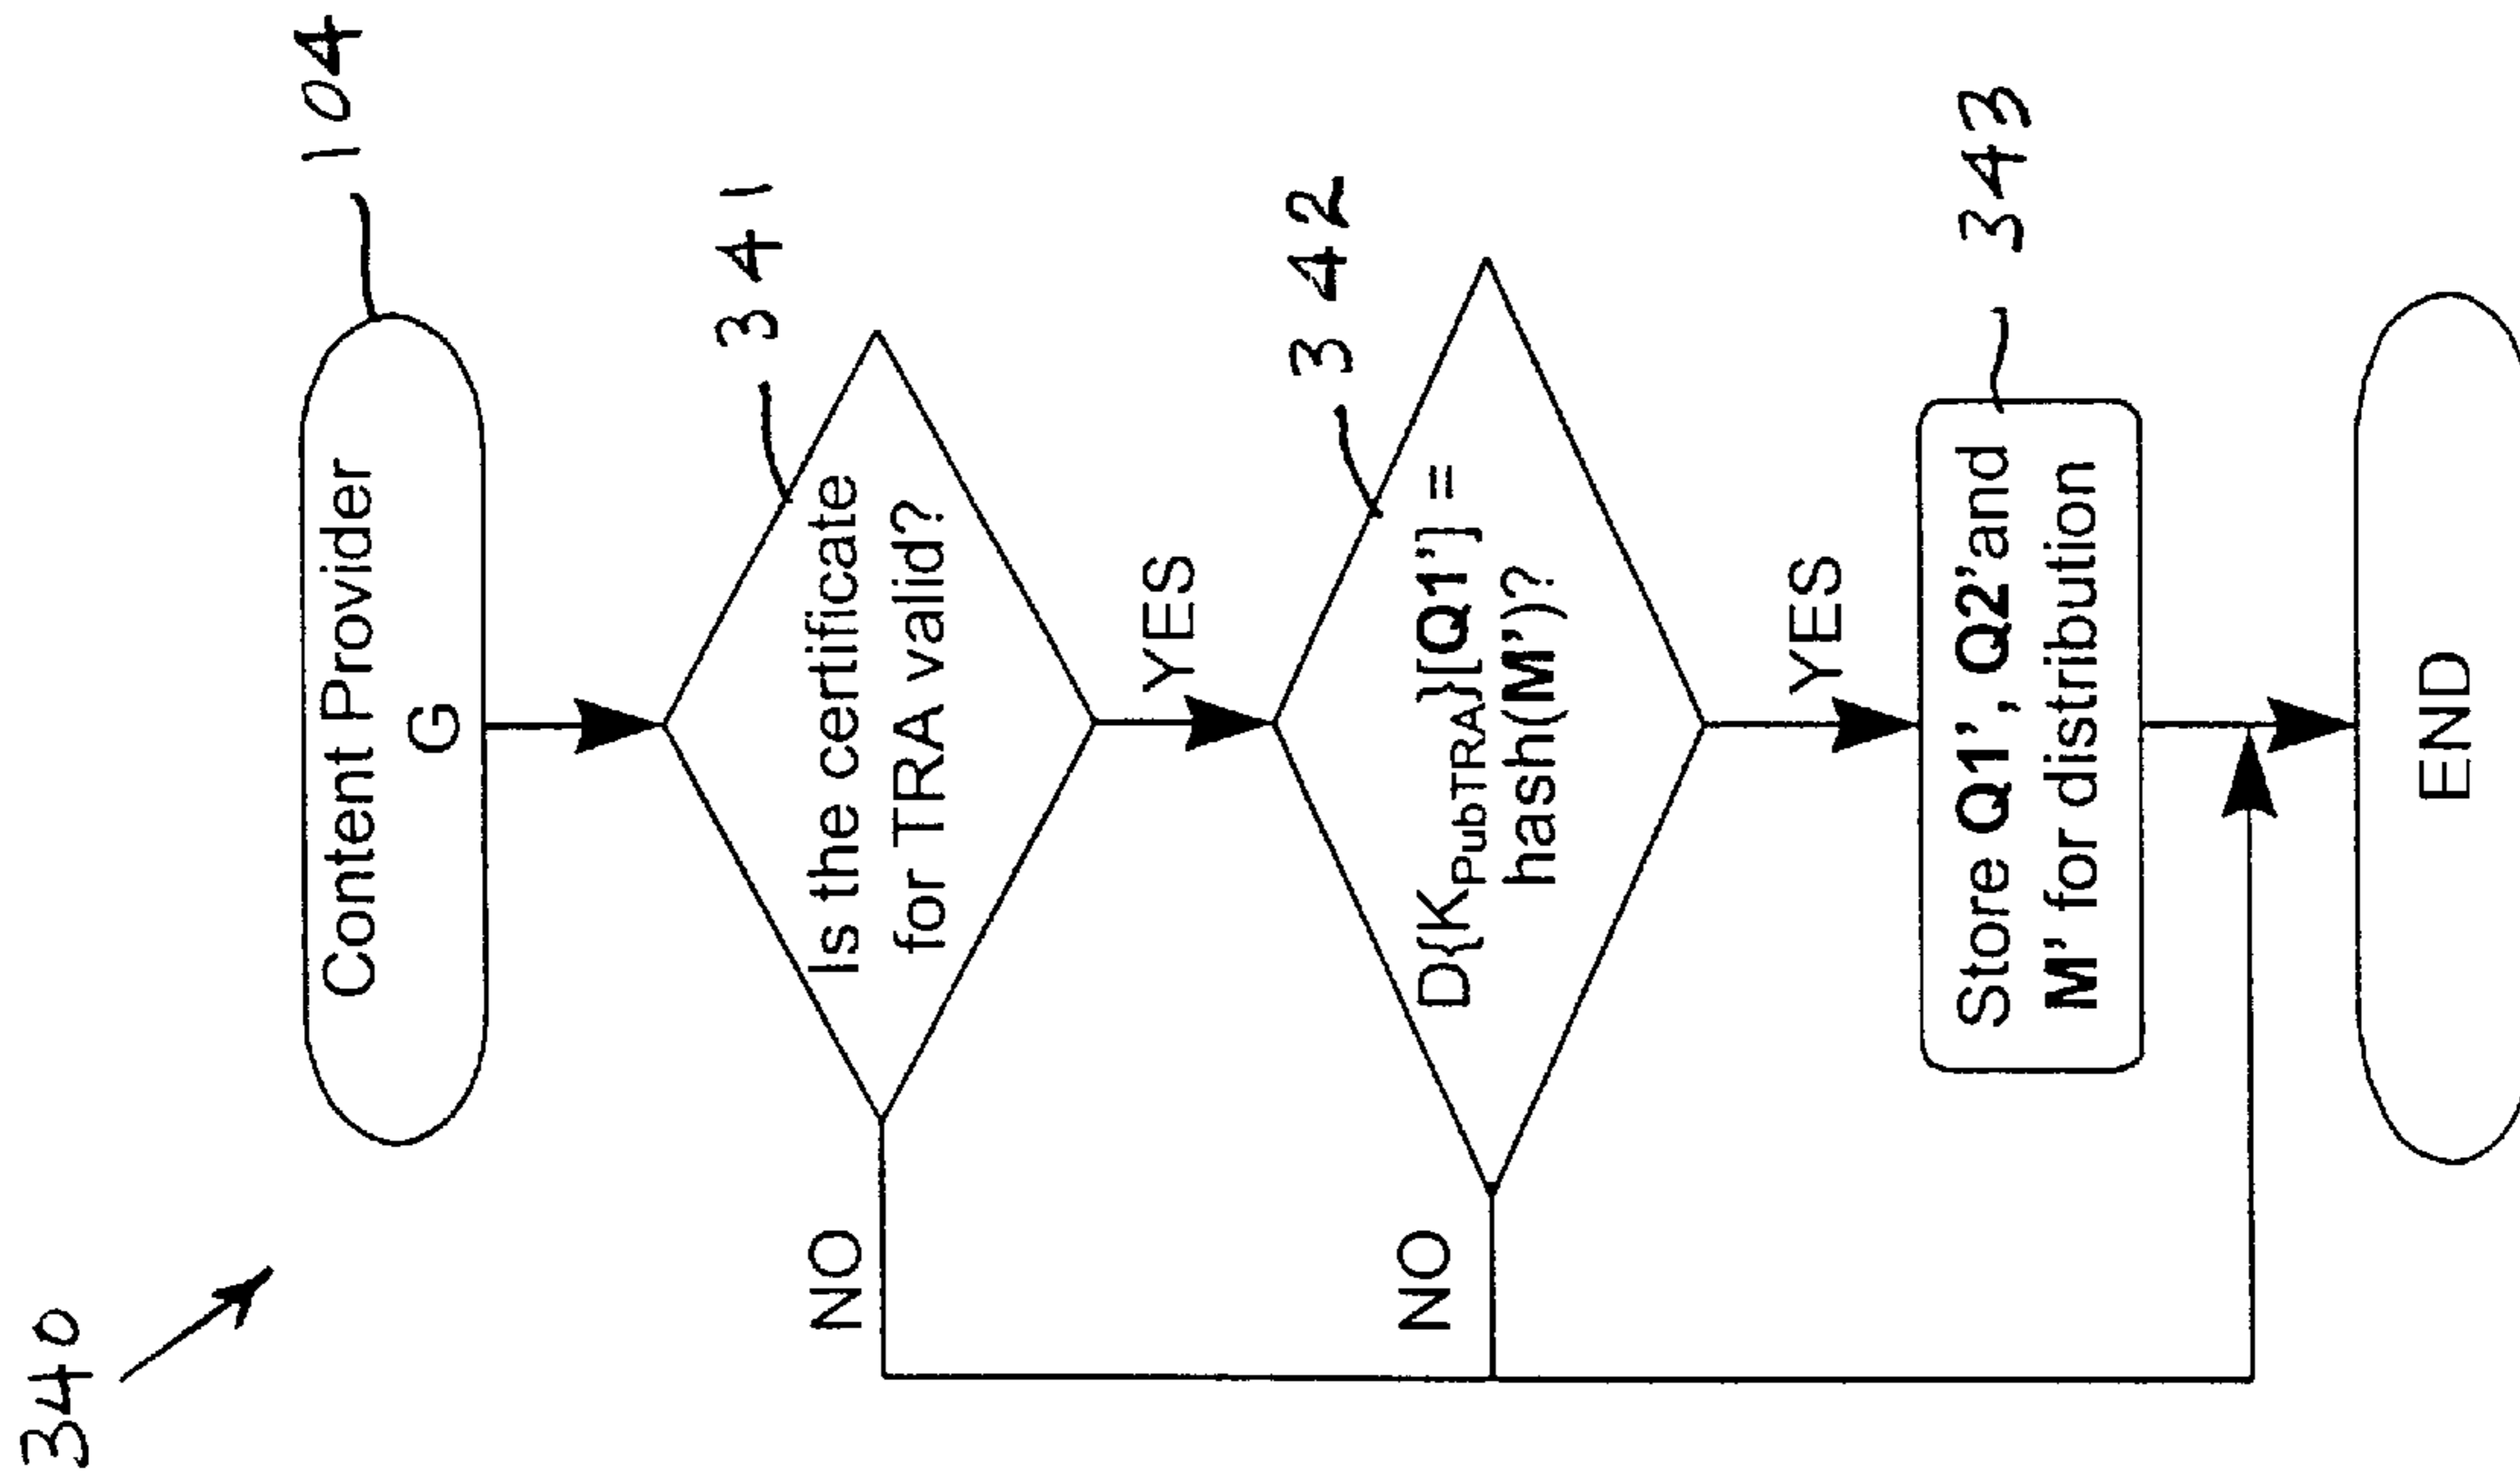 340
104
Content Provider
G
341
Is the certificate
for TRA valid?
NO
YES
342
D{KPubTRA}[Q1'] =
hash(M')?
NO
YES
343
Store Q1', Q2'and
M' for distribution
END